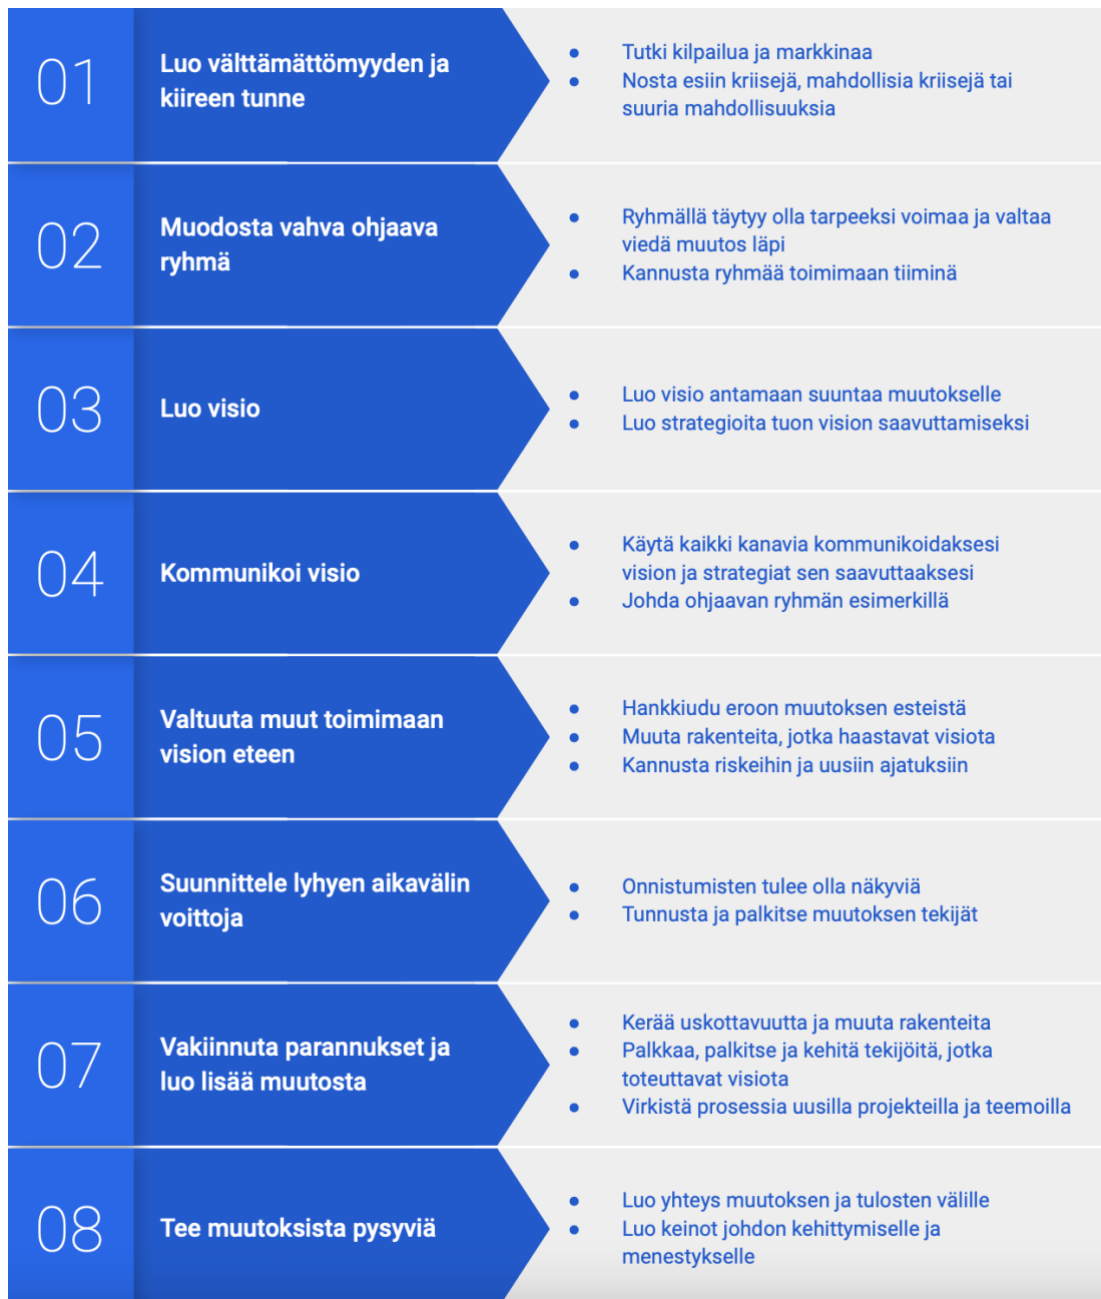 01
Luo välttämättömyyden ja
kiireen tunne
● Tutki kilpailua ja markkinaa
● Nosta esiin kriisejä, mahdollisia kriisejä tai
suuria mahdollisuuksia
02
Muodosta vahva ohjaava
ryhmä
● Ryhmällä täytyy olla tarpeeksi voimaa ja valtaa
viedä muutos läpi
● Kannusta ryhmää toimimaan tiiminä
03
Luo visio
● Luo visio antamaan suuntaa muutokselle
● Luo strategioita tuon vision saavuttamiseksi
04
Kommunikoi visio
● Käytä kaikki kanavia kommunikoidaksesi
vision ja strategiat sen saavuttaaksesi
● Johda ohjaavan ryhmän esimerkillä
05
Valtuuta muut toimimaan
vision eteen
● Hankkiudu eroon muutoksen esteistä
● Muuta rakenteita, jotka haastavat visiota
● Kannusta riskeihin ja uusiin ajatuksiin
06
Suunnittele lyhyen aikavälin
voittoja
● Onnistumisten tulee olla näkyviä
● Tunnusta ja palkitse muutoksen tekijät
07
Vakiinnuta parannukset ja
luo lisää muutosta
● Kerää uskottavuutta ja muuta rakenteita
● Palkkaa, palkitse ja kehitä tekijöitä, jotka
toteuttavat visiota
● Virkistä prosessia uusilla projekteilla ja teemoilla
08
Tee muutoksista pysyviä
● Luo yhteys muutoksen ja tulosten välille
● Luo keinot johdon kehittymiselle ja
menestykselle